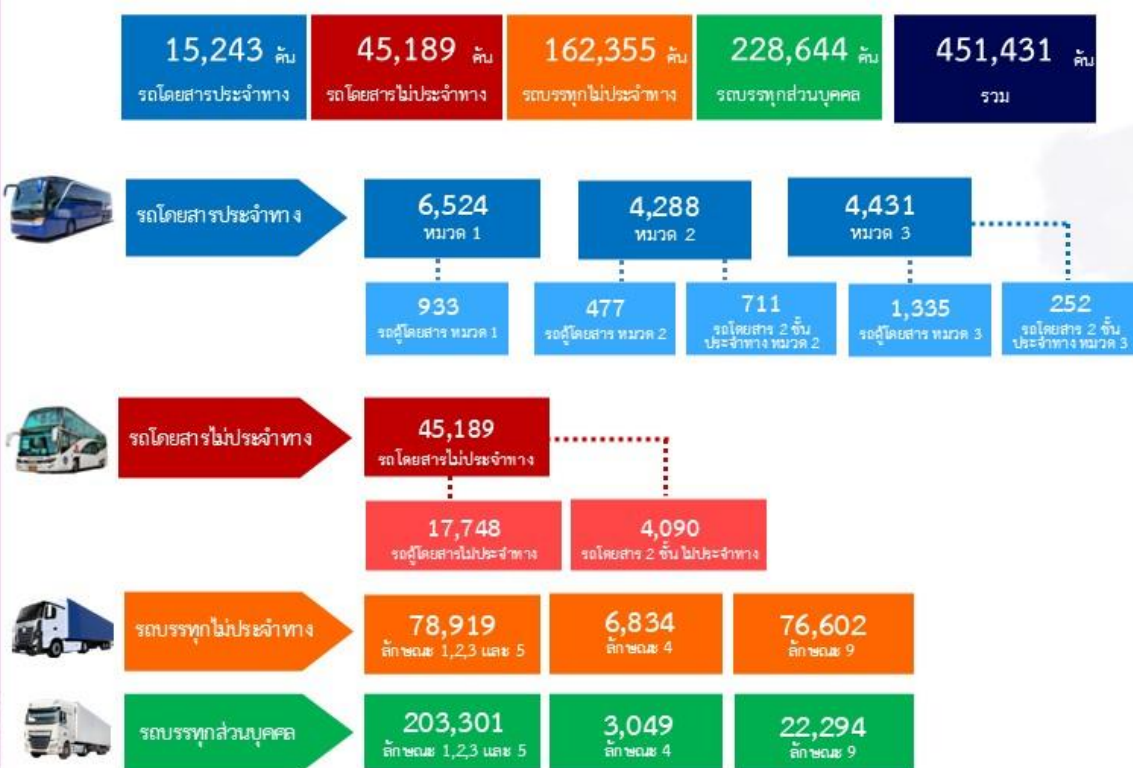 15,243 คัน
รถโดยสารประจำทาง
45,189 คัน
รถโดยสารไม่ประจำทาง
162,355 คัน
รถบรรทุกไม่ประจำทาง
228,644 คัน
รถบรรทุกส่วนบุคคล
451,431 คัน
รวม
รถโดยสารประจำทาง
6,524
หมวด 1
4,288
หมวด 2
4,431
หมวด 3
933
รถตู้โดยสาร หมวด 1
477
รถตู้โดยสาร หมวด 2
711
รถโดยสาร 2 ชั้น
ประจำทาง หมวด 2
1,335
รถตู้โดยสาร หมวด 3
252
รถโดยสาร 2 ชั้น
ประจำทาง หมวด 3
รถโดยสารไม่ประจำทาง
45,189
รถโดยสารไม่ประจำทาง
17,748
รถตู้โดยสารไม่ประจำทาง
4,090
รถโดยสาร 2 ชั้น ไม่ประจำทาง
รถบรรทุกไม่ประจำทาง
78,919
ลักษณะ 1,2,3 และ 5
6,834
ลักษณะ 4
76,602
ลักษณะ 9
รถบรรทุกส่วนบุคคล
203,301
ลักษณะ 1,2,3 และ 5
3,049
ลักษณะ 4
22,294
ลักษณะ 9